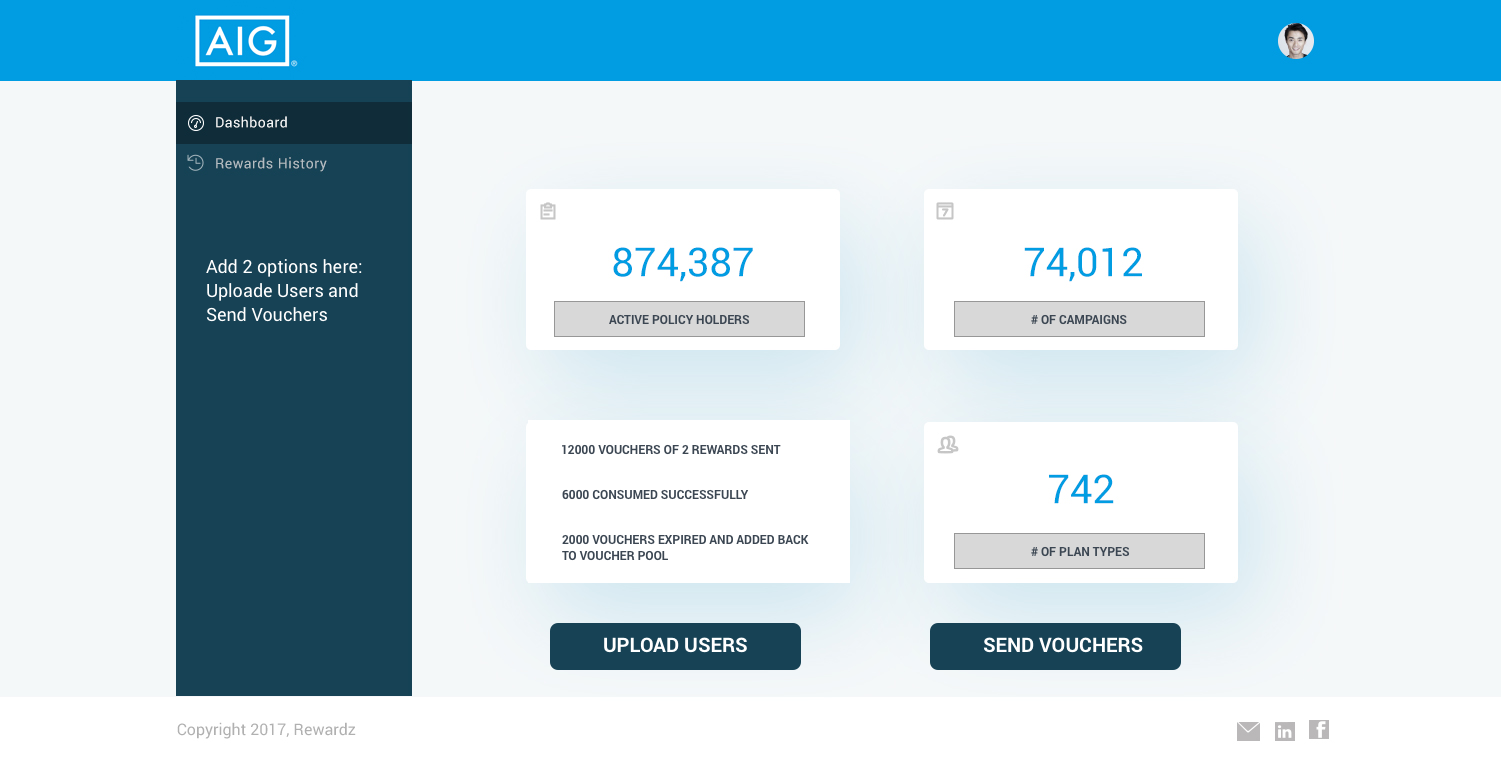 AIG®
Dashboard
Rewards History
Add 2 options here:
Uploade Users and
Send Vouchers
874,387
ACTIVE POLICY HOLDERS
7
74,012
# OF CAMPAIGNS
12000 VOUCHERS OF 2 REWARDS SENT
6000 CONSUMED SUCCESSFULLY
2000 VOUCHERS EXPIRED AND ADDED BACK
TO VOUCHER POOL
742
# OF PLAN TYPES
UPLOAD USERS
SEND VOUCHERS
Copyright 2017, Rewardz
in
f